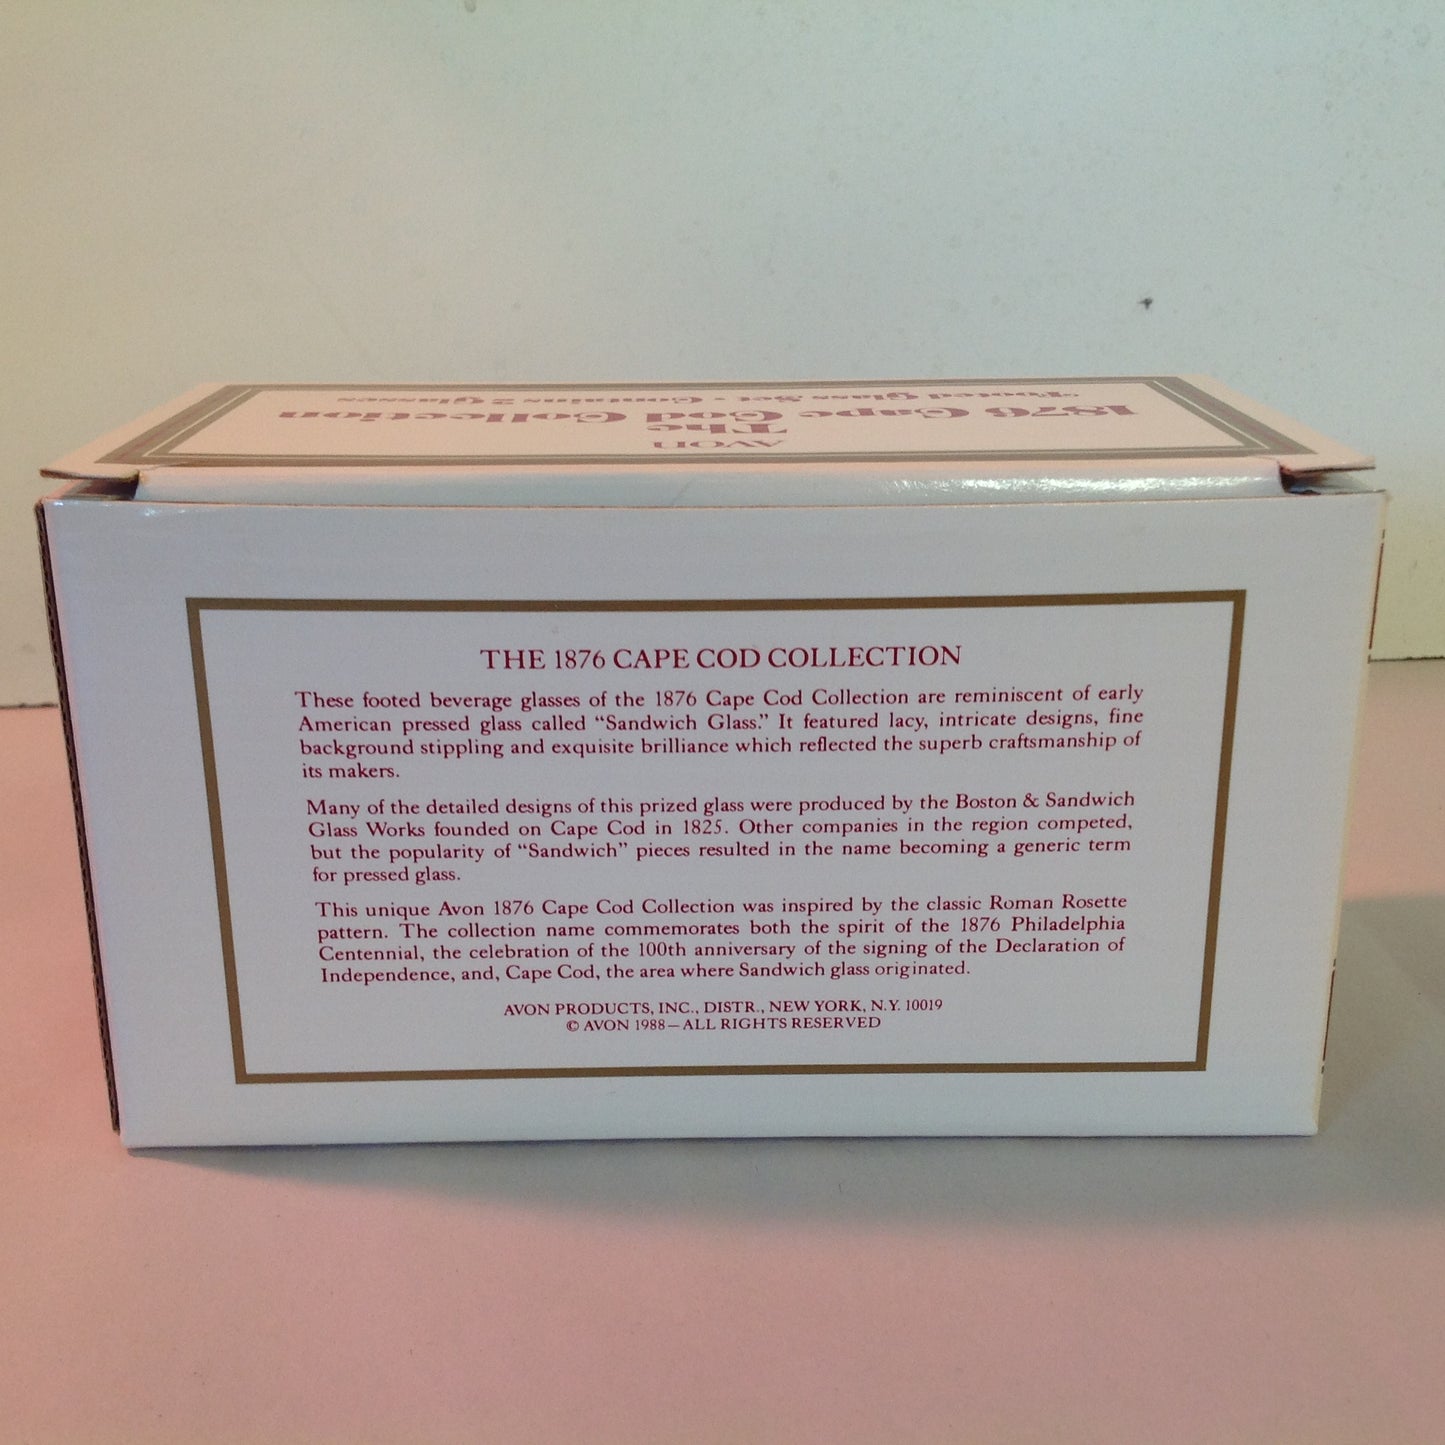 AVON
The
1876 Cape Cod Collection
Footed Glass Set • Contains 2 glasses
THE 1876 CAPE COD COLLECTION
These footed beverage glasses of the 1876 Cape Cod Collection are reminiscent of early
American pressed glass called “Sandwich Glass.” It featured lacy, intricate designs, fine
background stippling and exquisite brilliance which reflected the superb craftsmanship of
its makers.
Many of the detailed designs of this prized glass were produced by the Boston & Sandwich
Glass Works founded on Cape Cod in 1825. Other companies in the region competed,
but the popularity of “Sandwich” pieces resulted in the name becoming a generic term
for pressed glass.
This unique Avon 1876 Cape Cod Collection was inspired by the classic Roman Rosette
pattern. The collection name commemorates both the spirit of the 1876 Philadelphia
Centennial, the celebration of the 100th anniversary of the signing of the Declaration of
Independence, and, Cape Cod, the area where Sandwich glass originated.
AVON PRODUCTS, INC., DISTR., NEW YORK, N.Y. 10019
© AVON 1988—ALL RIGHTS RESERVED